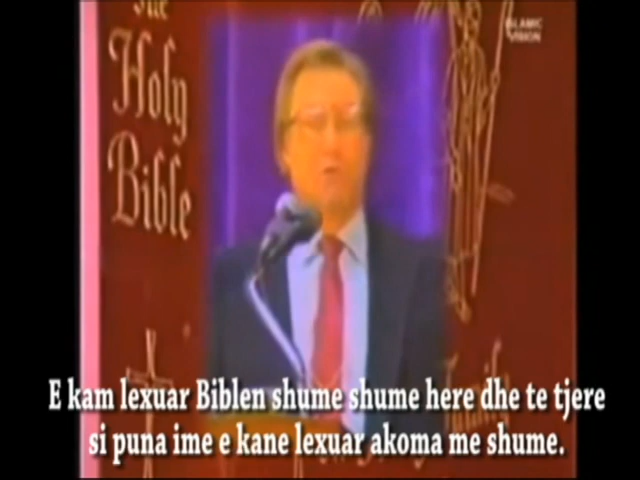 ISLAMIC
VISION
The
Holy
Bible
Family
E kam lexuar Biblen shume shume here dhe te tjere
si puna ime e kane lexuar akoma me shume.